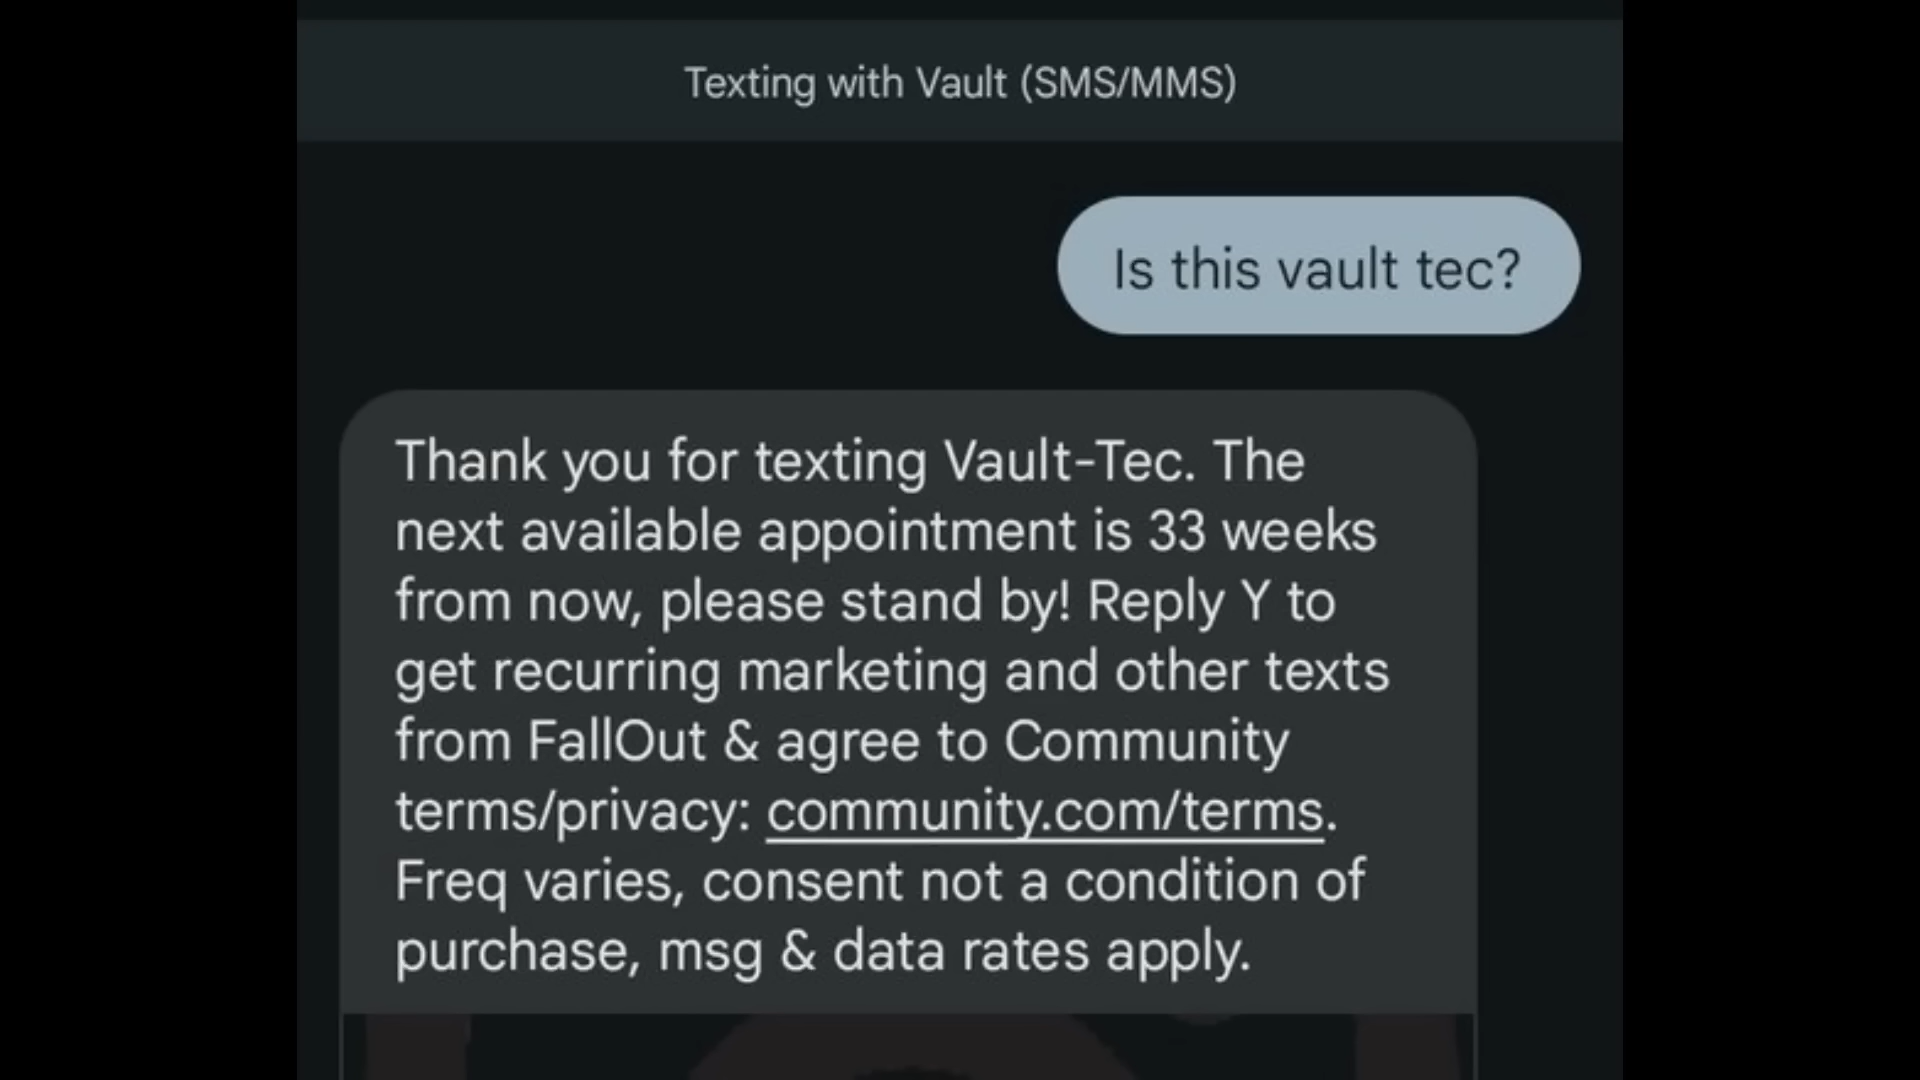 Texting with Vault (SMS/MMS)
Is this vault tec?
Thank you for texting Vault-Tec. The
next available appointment is 33 weeks
from now, please stand by! Reply Y to
get recurring marketing and other texts
from FallOut & agree to Community
terms/privacy: community.com/terms.
Freq varies, consent not a condition of
purchase, msg & data rates apply.